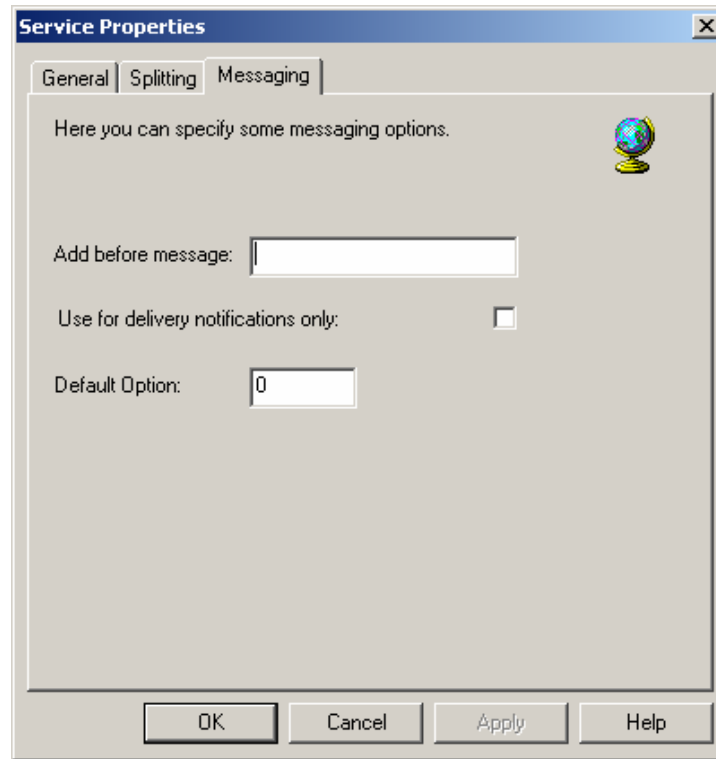 Service Properties
General Splitting Messaging
Here you can specify some messaging options.
Add before message:
Use for delivery notifications only:
Default Option: 0
OK Cancel Apply Help